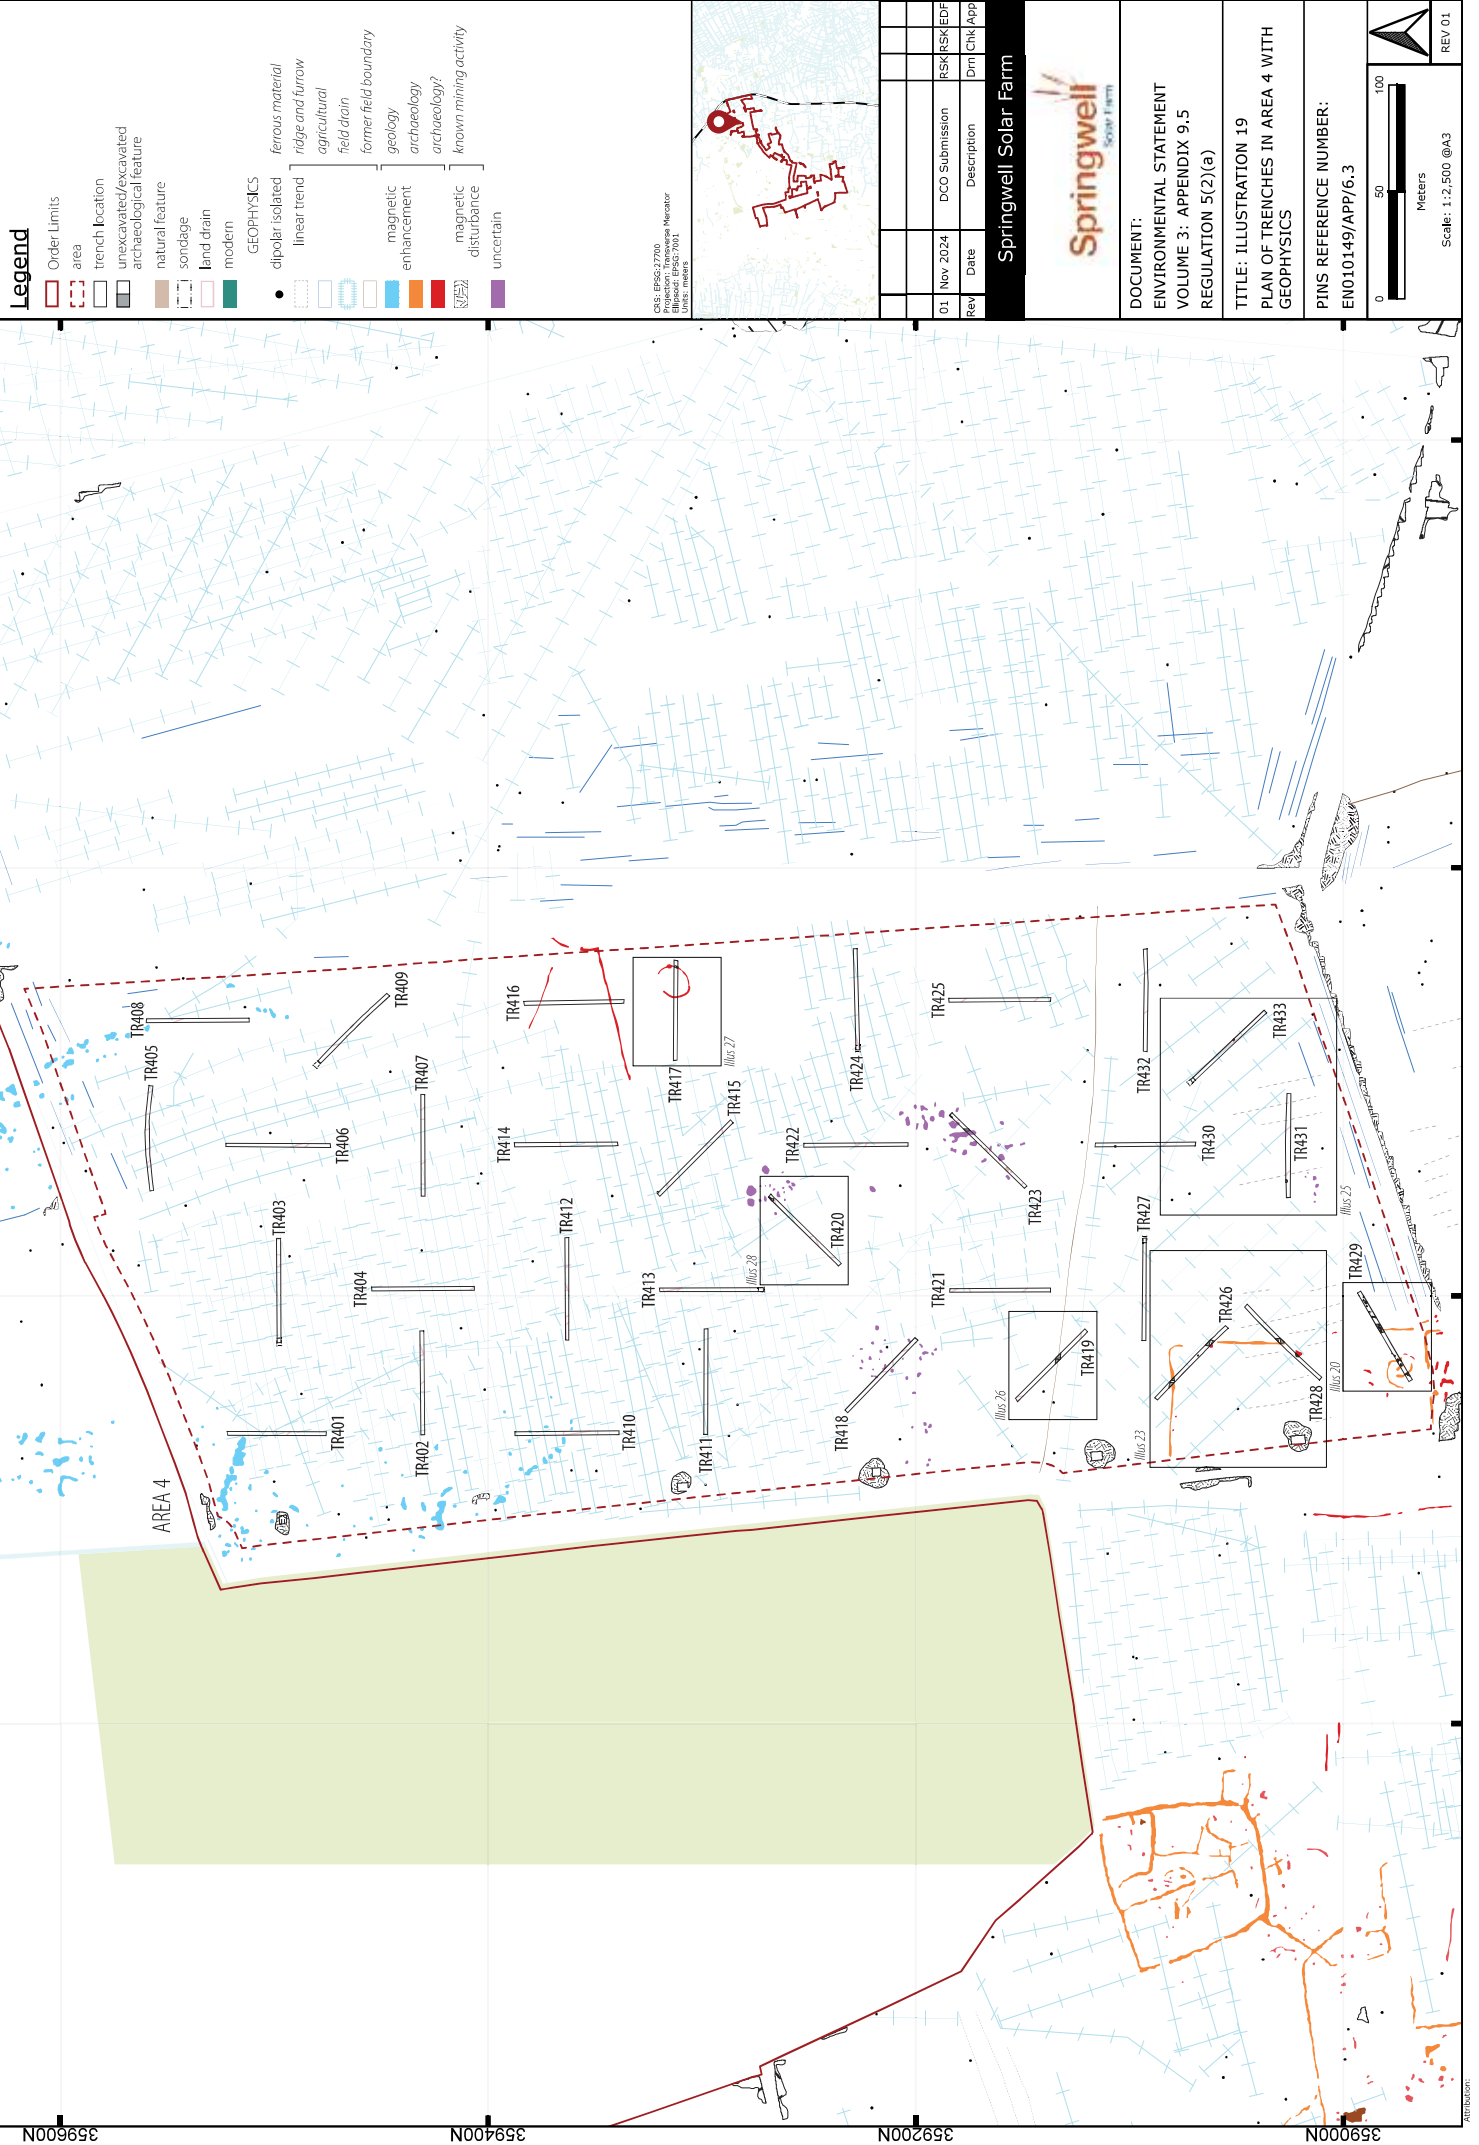 Legend
Order Limits
area
trench location
unexcavated/excavated
archaeological feature
natural feature
sondage
land drain
modern
GEOPHYSICS
dipolar isolated
ferrous material
linear trend
ridge and furrow
agricultural
field drain
former field boundary
magnetic
enhancement
geology
archaeology
archaeology?
magnetic
disturbance
known mining activity
uncertain
CRS: EPSG:27700
Projection: Transverse Mercator
Ellipsoid: EPSG:7001
Units: meters
01 Nov 2024 DCO Submission RSK RSK EDF
Rev Date Description Drn Chk App
Springwell Solar Farm
Springwell
Solar Farm
DOCUMENT:
ENVIRONMENTAL STATEMENT
VOLUME 3: APPENDIX 9.5
REGULATION 5(2)(a)
TITLE: ILLUSTRATION 19
PLAN OF TRENCHES IN AREA 4 WITH
GEOPHYSICS
PINS REFERENCE NUMBER:
EN010149/APP/6.3
0 50 100
Meters
Scale: 1:2,500 @A3
REV 01
AREA 4
TR408
TR405
TR409
TR406
TR407
TR403
TR404
TR401
TR402
TR416
TR414
TR412
TR410
TR417
Illus 27
TR415
TR413
TR411
TR422
Illus 28
TR420
TR418
TR424
TR425
TR423
TR421
Illus 26
TR419
TR432
TR433
TR430
TR431
Illus 25
TR427
TR426
TR428
Illus 23
TR429
Illus 20
359600N
359400N
359200N
359000N
Attribution: